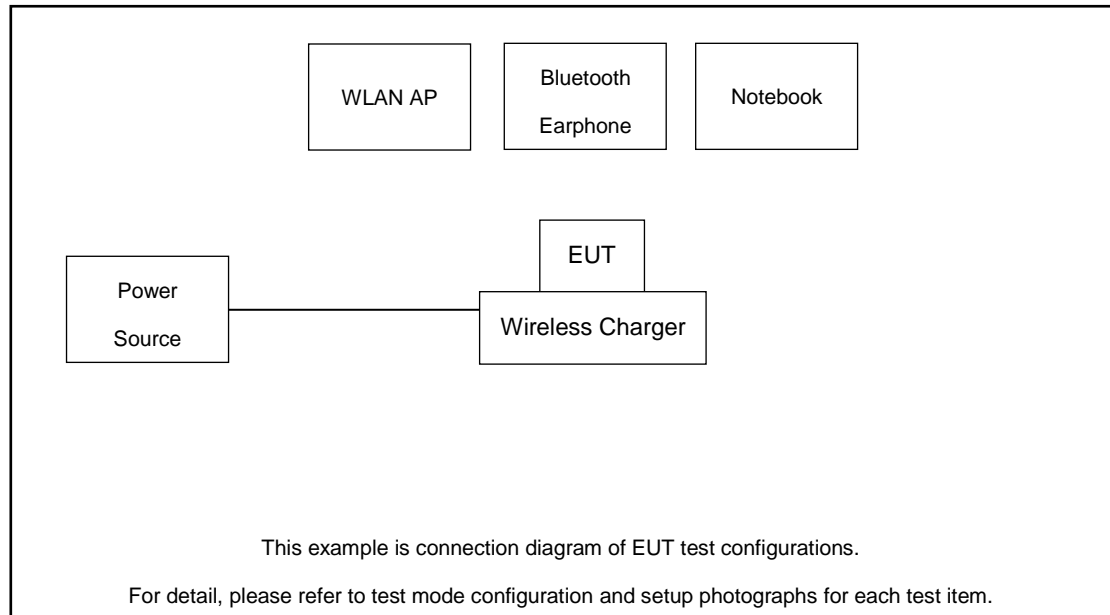 WLAN AP
Bluetooth
Earphone
Notebook
EUT
Power
Source
Wireless Charger
This example is connection diagram of EUT test configurations.
For detail, please refer to test mode configuration and setup photographs for each test item.